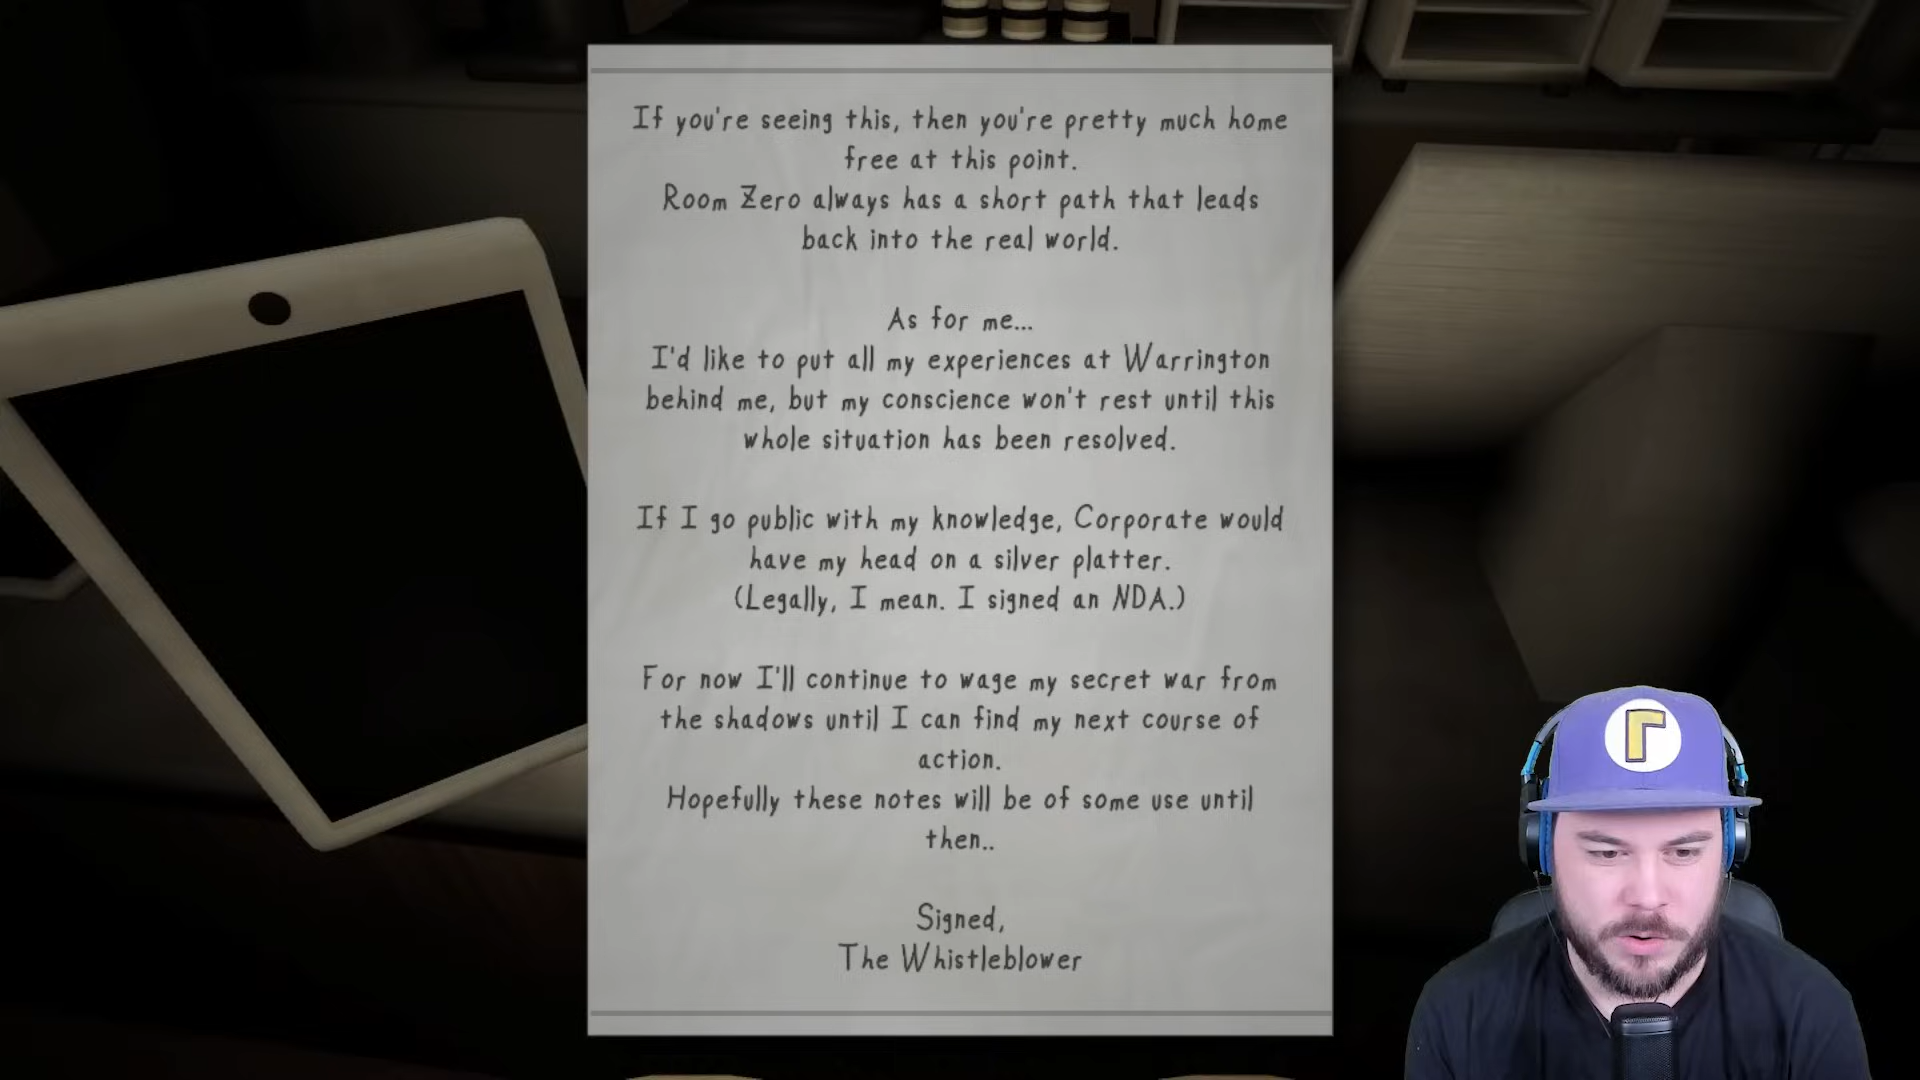 If you're seeing this, then you're pretty much home
free at this point.
Room Zero always has a short path that leads
back into the real world.
As for me...
I'd like to put all my experiences at Warrington
behind me, but my conscience won't rest until this
whole situation has been resolved.
If I go public with my knowledge, Corporate would
have my head on a silver platter.
(Legally, I mean. I signed an NDA.)
For now I'll continue to wage my secret war from
the shadows until I can find my next course of
action.
Hopefully these notes will be of some use until
then..
Signed,
The Whistleblower